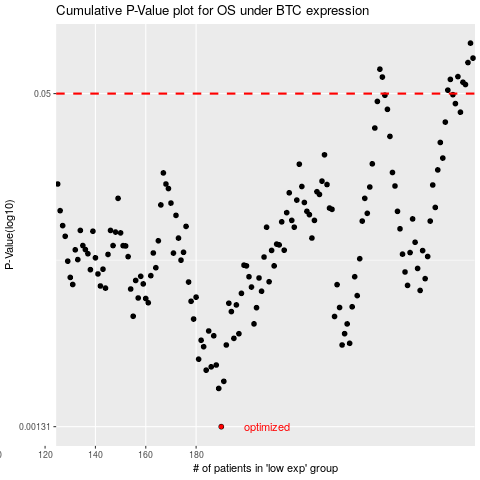 Cumulative P-Value plot for OS under BTC expression
0.05
P-Value(log10)
0.00131
optimized
0 120 140 160 180
# of patients in 'low exp' group